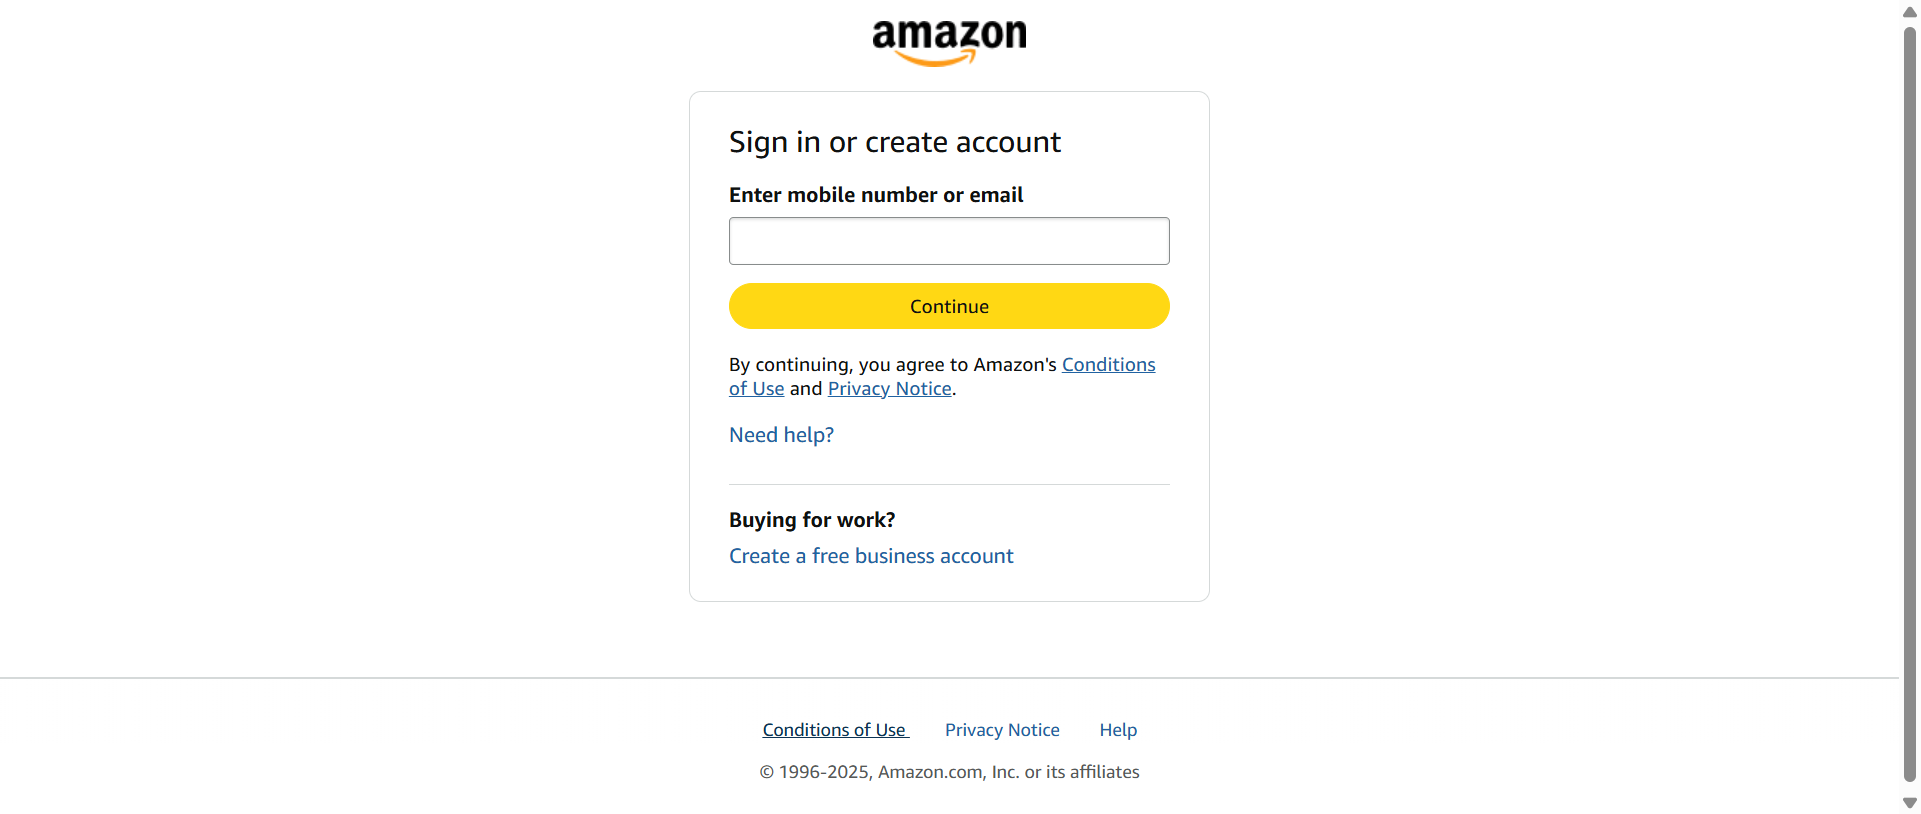 amazon
Sign in or create account
Enter mobile number or email
Continue
By continuing, you agree to Amazon's Conditions
of Use and Privacy Notice.
Need help?
Buying for work?
Create a free business account
Conditions of Use Privacy Notice Help
© 1996-2025, Amazon.com, Inc. or its affiliates